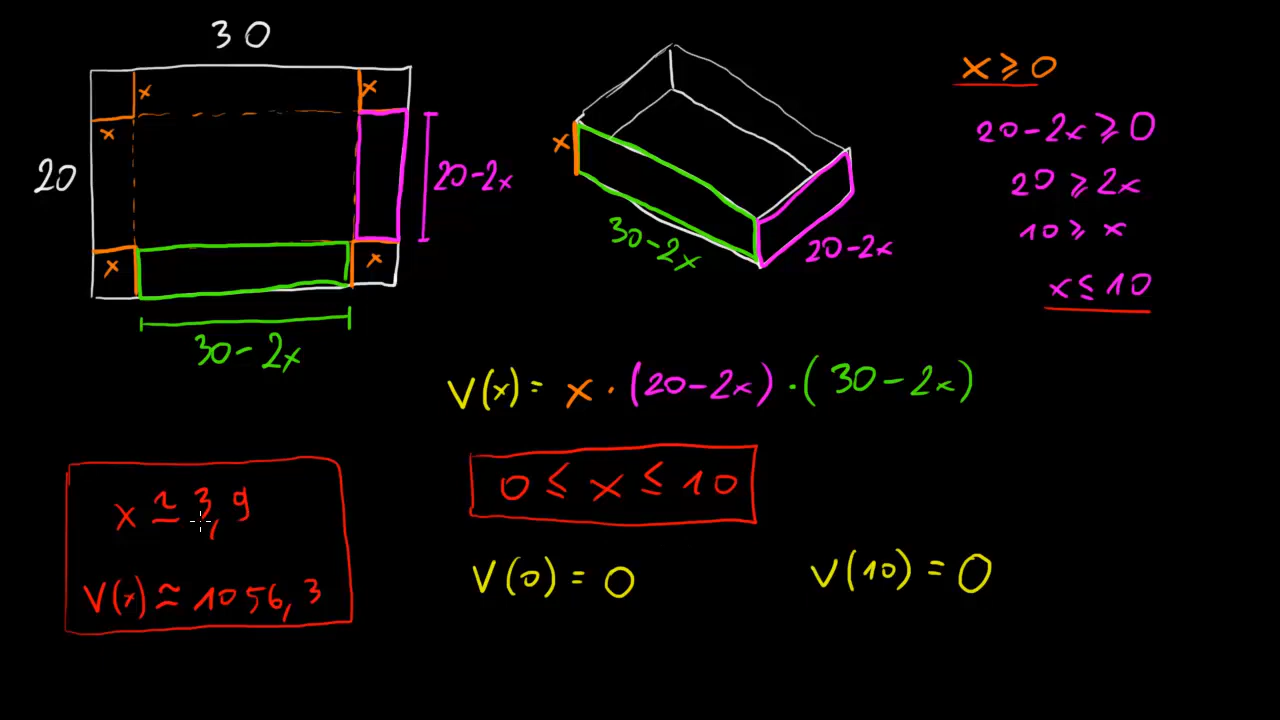 30
x
x
x
20
20-2x
x
x
30-2x
x
30-2x
20-2x
x ⩾ 0
20-2x ⩾ 0
20 ⩾ 2x
10 ⩾ x
x ≤ 10
V(x) = x · (20-2x) · (30-2x)
0 ≤ x ≤ 10
V(0) = 0
V(10) = 0
x ≃ 3,9
V(x) ≃ 1056,3